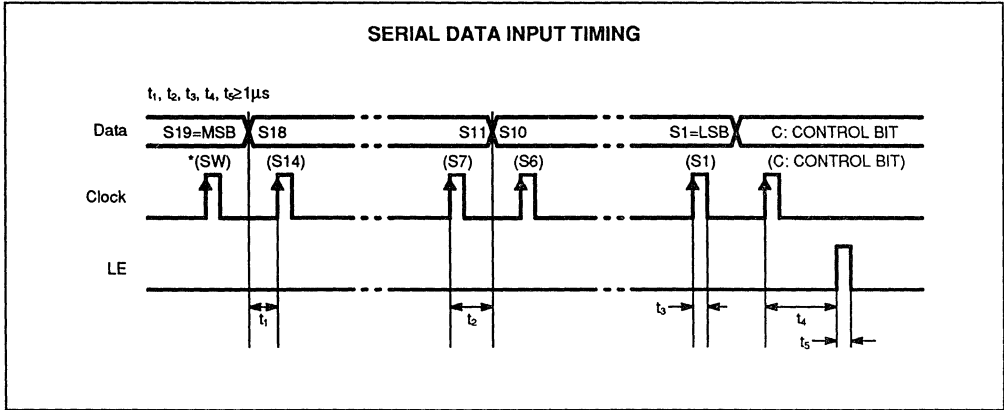 SERIAL DATA INPUT TIMING
t₁, t₂, t₃, t₄, t₅≥1μs
Data S19=MSB S18 S11 S10 S1=LSB C: CONTROL BIT
*(SW) (S14) (S7) (S6) (S1) (C: CONTROL BIT)
Clock
LE
t₁ t₂ t₃ t₄
t₅